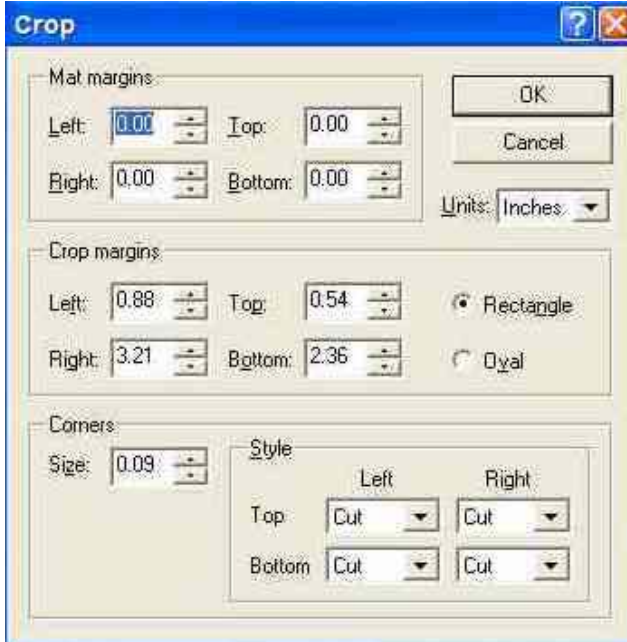 Crop
Mat margins
Left: 0.00 Top: 0.00
Right: 0.00 Bottom: 0.00
OK
Cancel
Units: Inches
Crop margins
Left: 0.88 Top: 0.54
Right: 3.21 Bottom: 2.36
Rectangle
Oval
Corners
Size: 0.09
Style
Left Right
Top Cut Cut
Bottom Cut Cut